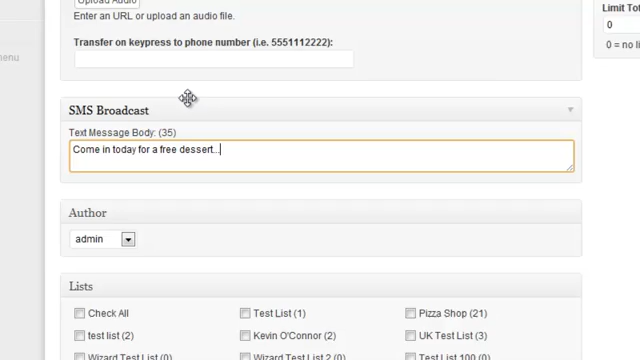 Upload Audio
Enter an URL or upload an audio file.
Limit Tot
0
Transfer on keypress to phone number (i.e. 5551112222):
0 = no li
menu
SMS Broadcast
Text Message Body: (35)
Come in today for a free dessert...
Author
admin
Lists
Check All
Test List (1)
Pizza Shop (21)
test list (2)
Kevin O'Connor (2)
UK Test List (3)
Wizard Test List (0)
Wizard Test List 2 (0)
Test List 100 (0)